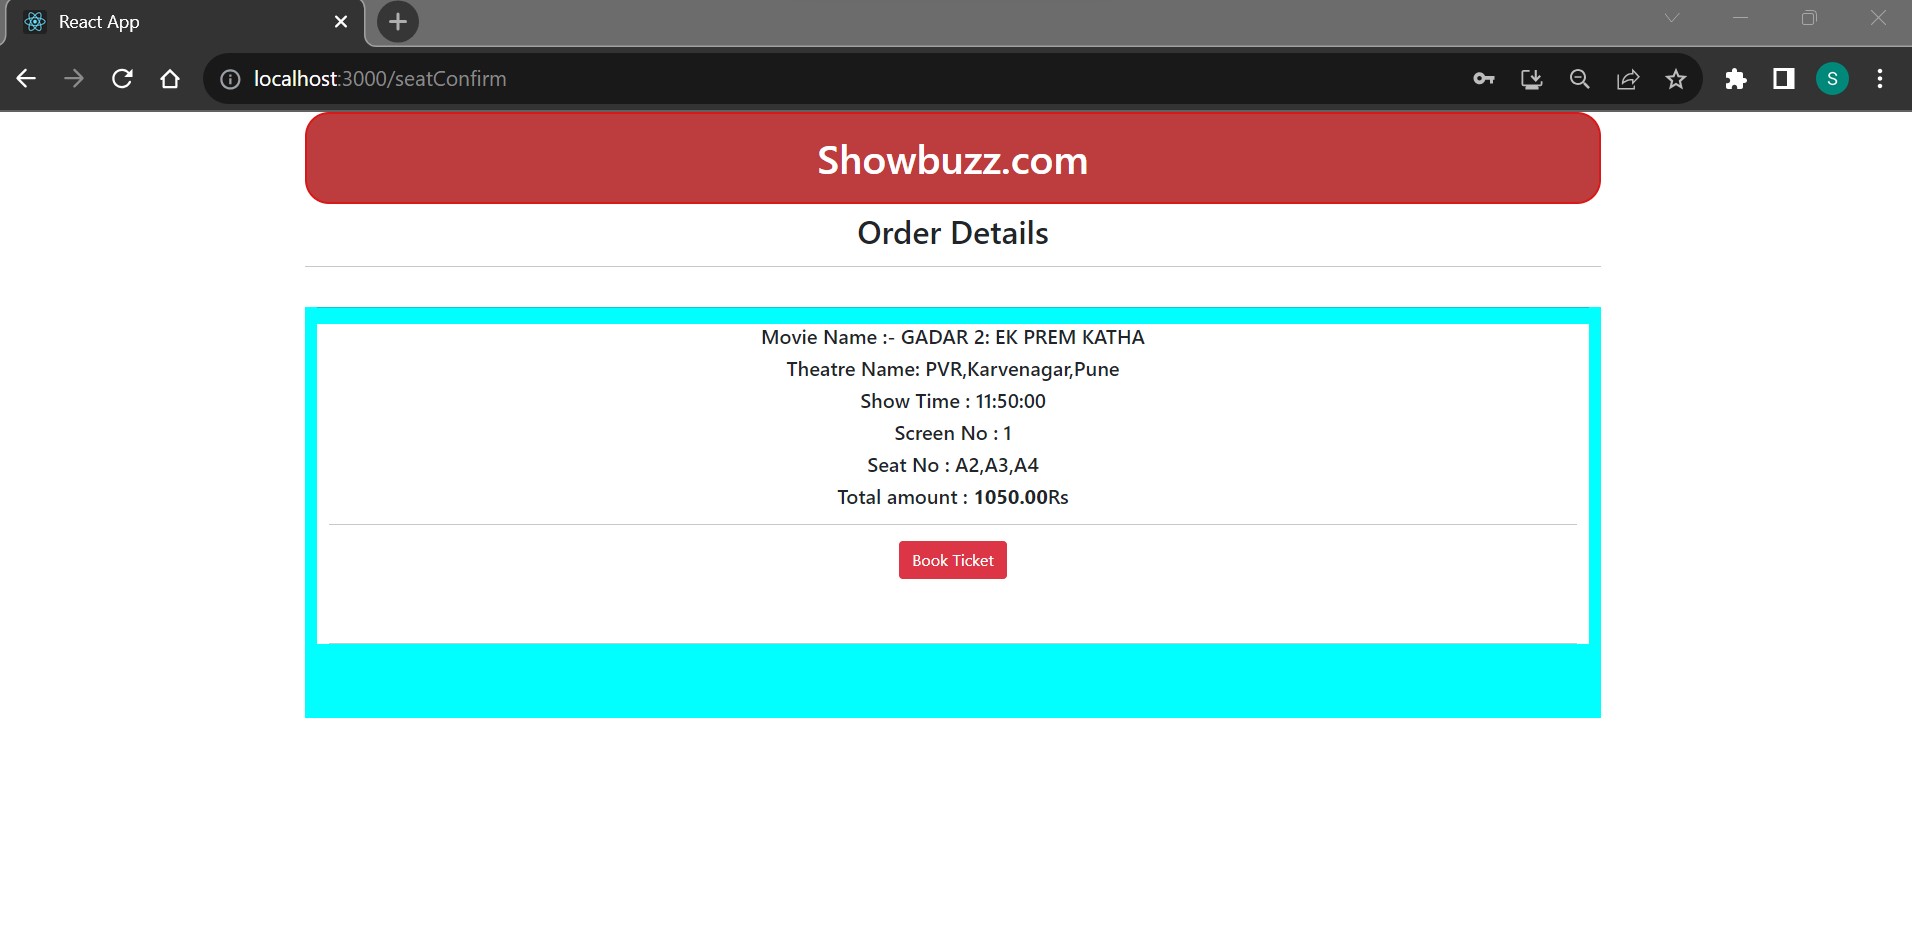 React App
localhost:3000/seatConfirm
S
Showbuzz.com
Order Details
Movie Name :- GADAR 2: EK PREM KATHA
Theatre Name: PVR,Karvenagar,Pune
Show Time : 11:50:00
Screen No : 1
Seat No : A2,A3,A4
Total amount : 1050.00Rs
Book Ticket